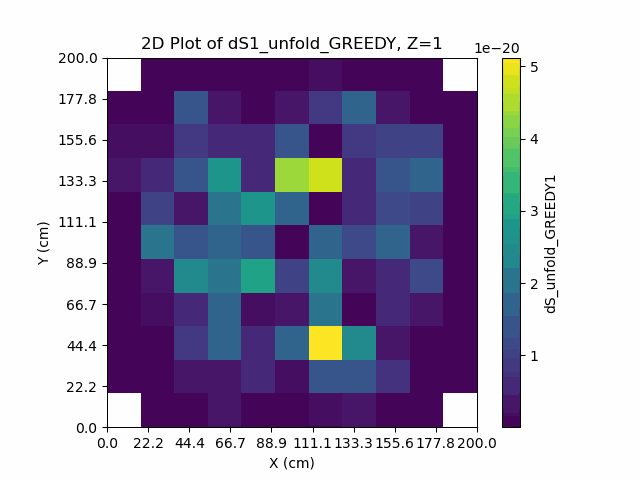 2D Plot of dS1_unfold_GREEDY, Z=1
1e−20
200.0
177.8
155.6
133.3
111.1
88.9
66.7
44.4
22.2
0.0
Y (cm)
0.0 22.2 44.4 66.7 88.9 111.1 133.3 155.6 177.8 200.0
X (cm)
5
4
3
2
1
dS_unfold_GREEDY1